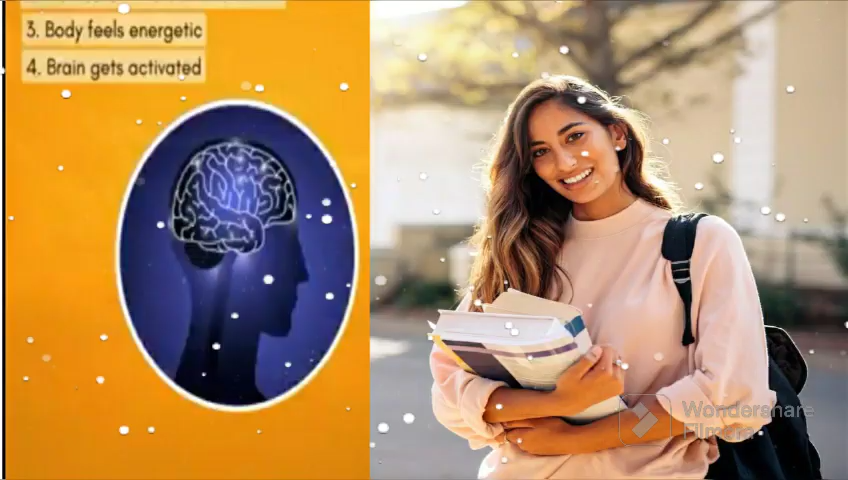 3. Body feels energetic
4. Brain gets activated
Wondershare
Filmora